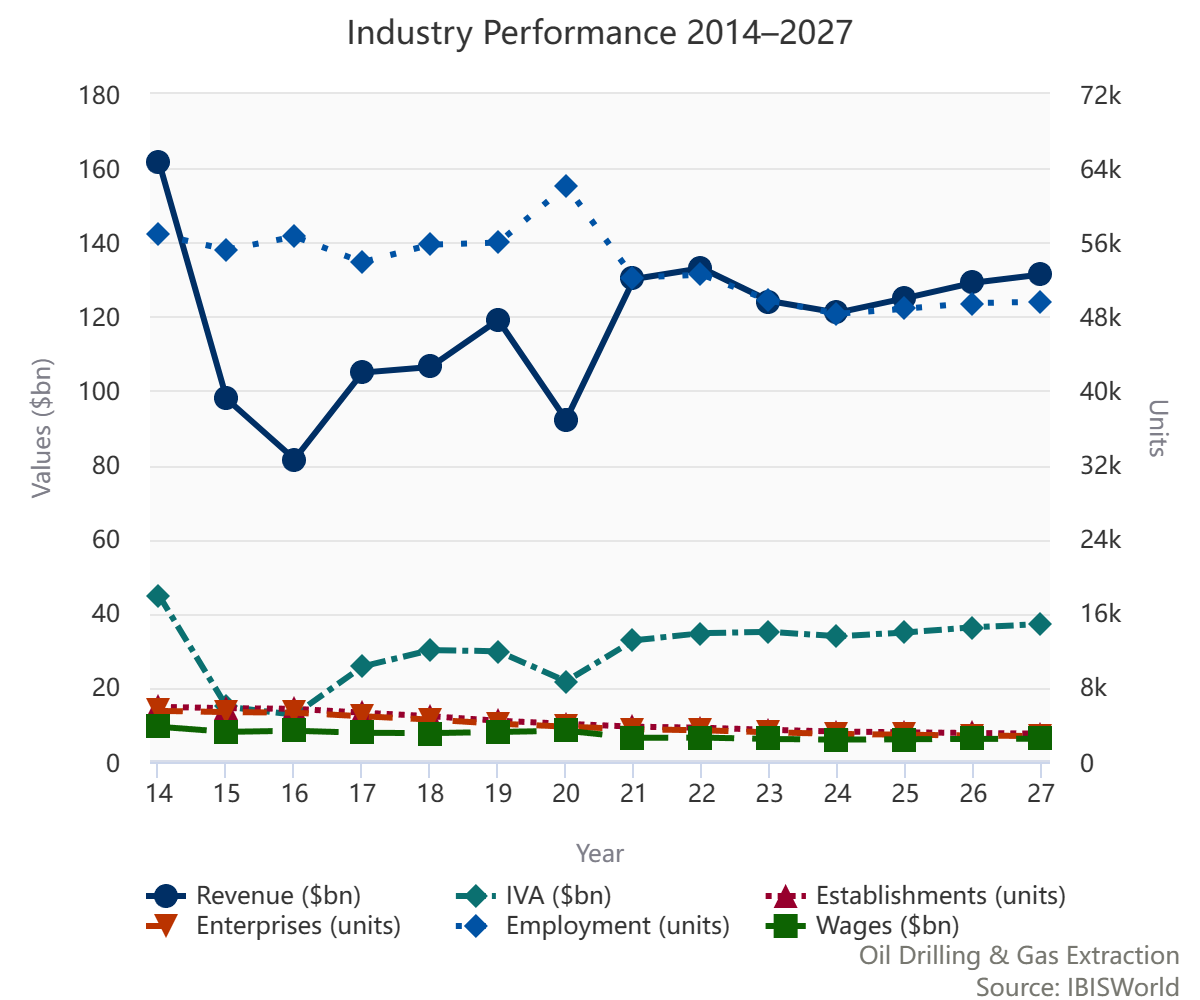 Industry Performance 2014–2027
180 72k
160 64k
140 56k
120 48k
100 40k
80 32k
60 24k
40 16k
20 8k
0 0
Values ($bn)
Units
14 15 16 17 18 19 20 21 22 23 24 25 26 27
Year
Revenue ($bn) IVA ($bn) Establishments (units)
Enterprises (units) Employment (units) Wages ($bn)
Oil Drilling & Gas Extraction
Source: IBISWorld